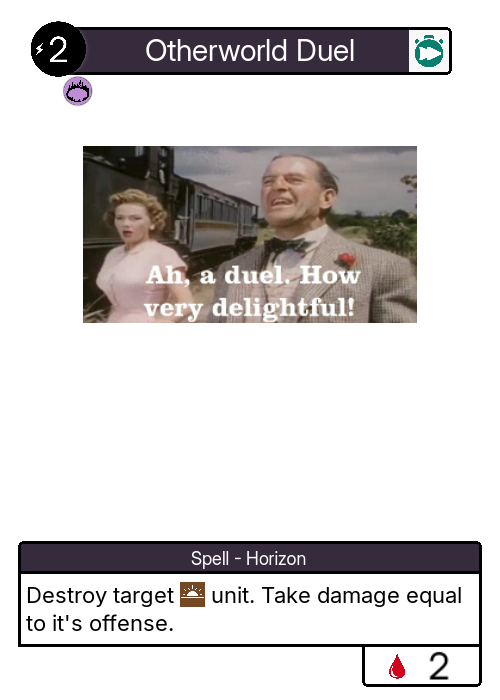 2
Otherworld Duel
Ah, a duel. How
very delightful!
Spell - Horizon
Destroy target unit. Take damage equal
to it's offense.
2